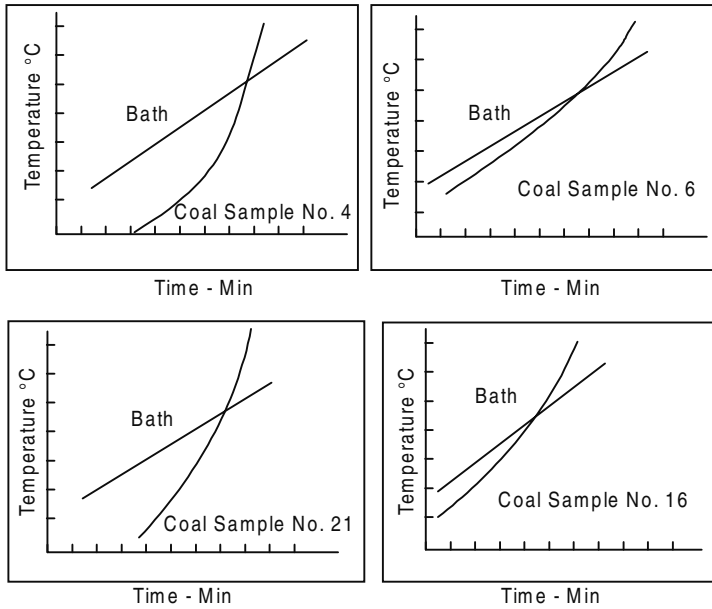 Temperature °C
Bath
Coal Sample No. 4
Time - Min
Temperature °C
Bath
Coal Sample No. 6
Time - Min
Temperature °C
Bath
Coal Sample No. 21
Time - Min
Temperature °C
Bath
Coal Sample No. 16
Time - Min